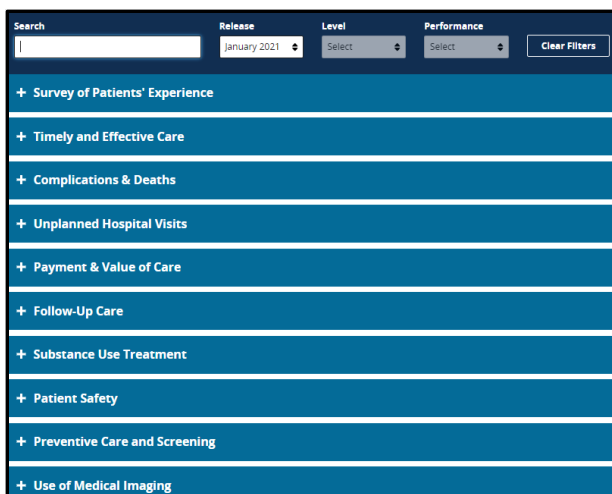 Search Release Level Performance
January 2021 Select Select Clear Filters
+ Survey of Patients' Experience
+ Timely and Effective Care
+ Complications & Deaths
+ Unplanned Hospital Visits
+ Payment & Value of Care
+ Follow-Up Care
+ Substance Use Treatment
+ Patient Safety
+ Preventive Care and Screening
+ Use of Medical Imaging